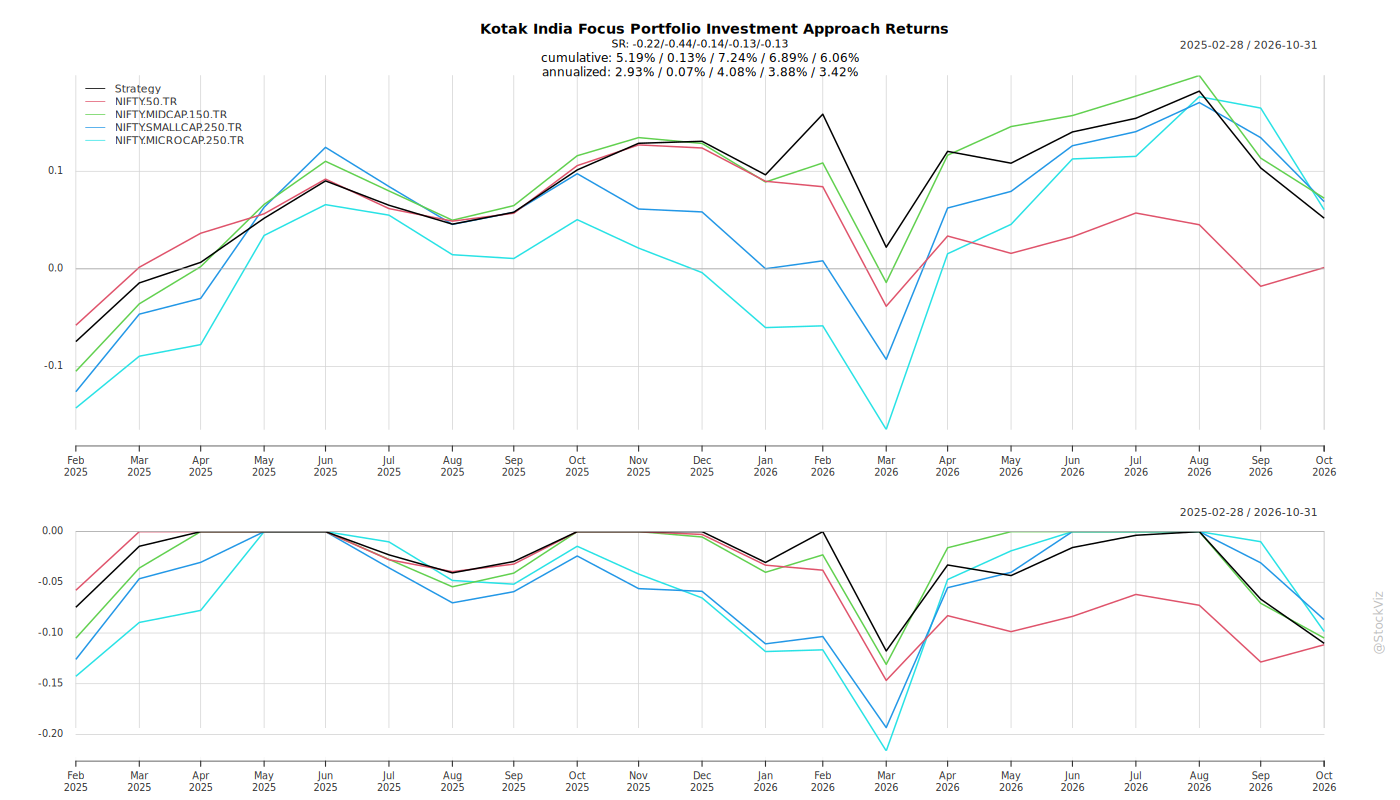 Kotak India Focus Portfolio Investment Approach Returns
SR: -0.22/-0.44/-0.14/-0.13/-0.13
cumulative: 5.19% / 0.13% / 7.24% / 6.89% / 6.06%
annualized: 2.93% / 0.07% / 4.08% / 3.88% / 3.42%
2025-02-28 / 2026-10-31
Strategy
NIFTY.50.TR
NIFTY.MIDCAP.150.TR
NIFTY.SMALLCAP.250.TR
NIFTY.MICROCAP.250.TR
0.1
0.0
-0.1
Feb Mar Apr May Jun Jul Aug Sep Oct Nov Dec Jan Feb Mar Apr May Jun Jul Aug Sep Oct
2025 2025 2025 2025 2025 2025 2025 2025 2025 2025 2025 2026 2026 2026 2026 2026 2026 2026 2026 2026 2026
2025-02-28 / 2026-10-31
0.00
-0.05
-0.10
-0.15
-0.20
Feb Mar Apr May Jun Jul Aug Sep Oct Nov Dec Jan Feb Mar Apr May Jun Jul Aug Sep Oct
2025 2025 2025 2025 2025 2025 2025 2025 2025 2025 2025 2026 2026 2026 2026 2026 2026 2026 2026 2026 2026
@StockViz